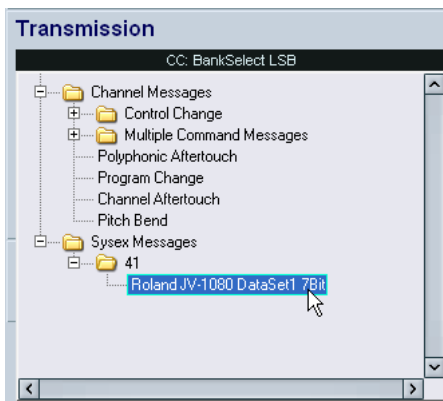 Transmission
CC: BankSelect LSB
Channel Messages
Control Change
Multiple Command Messages
Polyphonic Aftertouch
Program Change
Channel Aftertouch
Pitch Bend
Sysex Messages
41
Roland JV-1080 DataSet1 7Bit